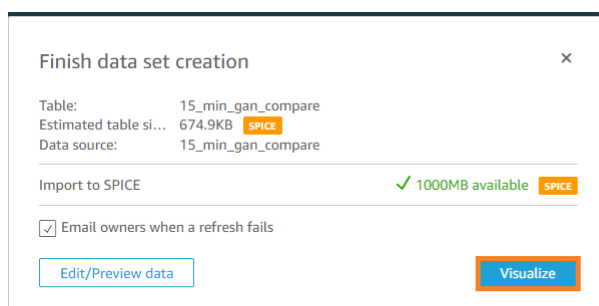 Finish data set creation ×
Table: 15_min_gan_compare
Estimated table si... 674.9KB SPICE
Data source: 15_min_gan_compare
Import to SPICE 1000MB available SPICE
Email owners when a refresh fails
Edit/Preview data Visualize